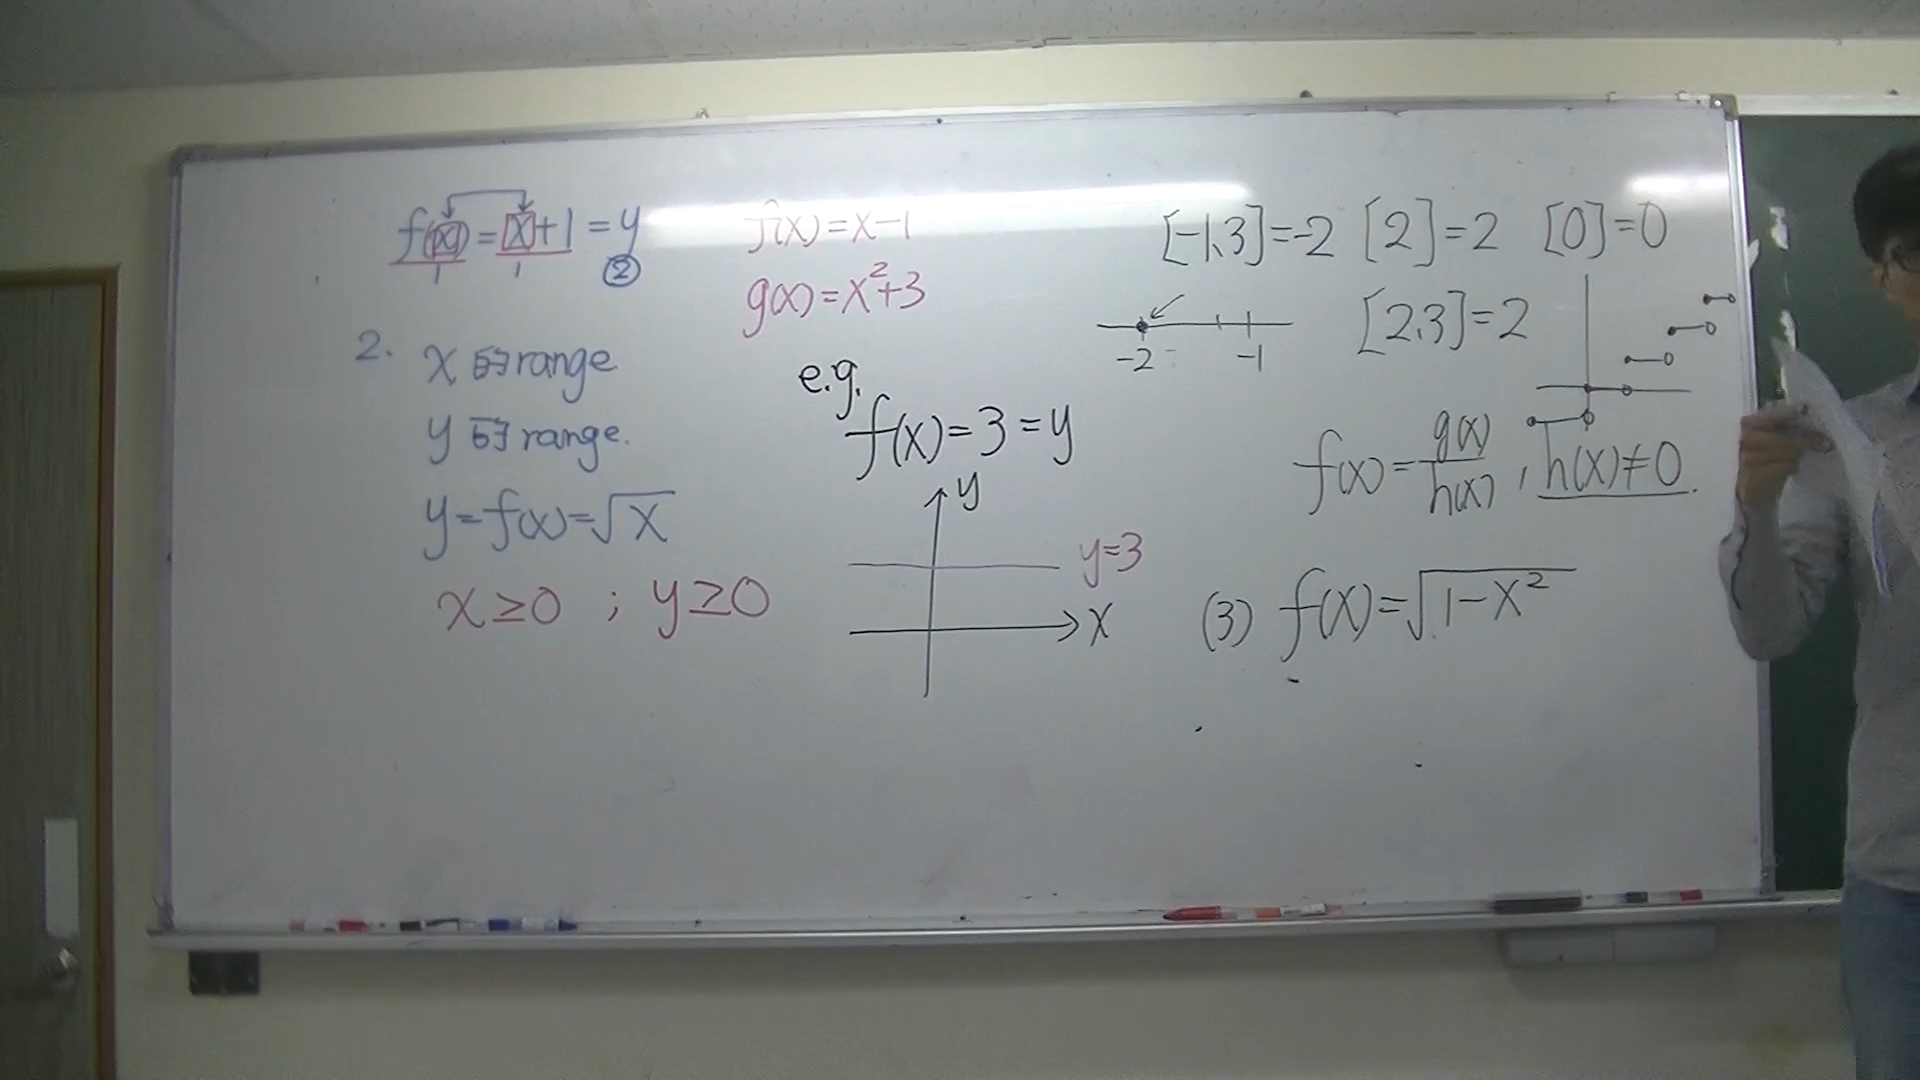 f(x) = x+1 = y
1 1 ②
2. x 的 range
y 的 range.
y=f(x)=√x
x≥0 ; y≥0
f(x)=x-1
g(x)=x²+3
e.g.
f(x)=3=y
y
y=3
x
[-1.3]=-2 [2]=2 [0]=0
-2 -1
[2.3]=2
f(x)=g(x)/h(x), h(x)≠0.
(3) f(x)=√1-x²